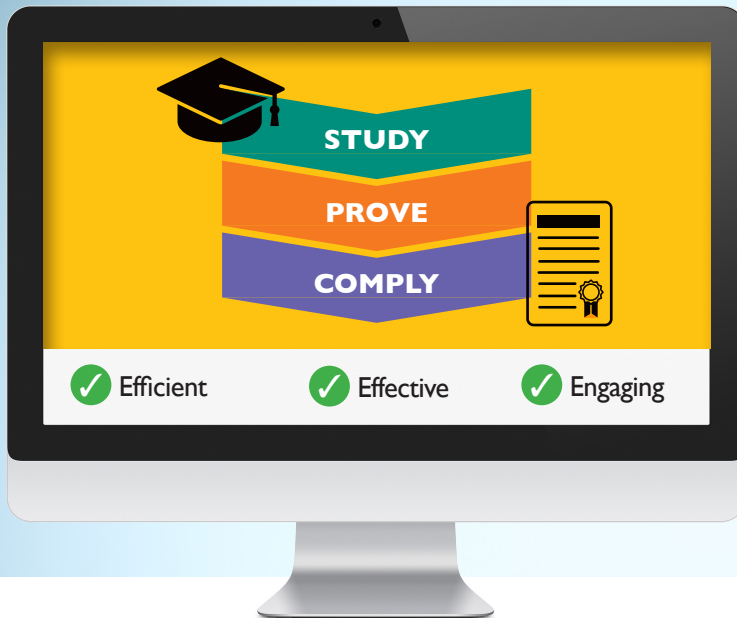 STUDY
PROVE
COMPLY
Efficient
Effective
Engaging